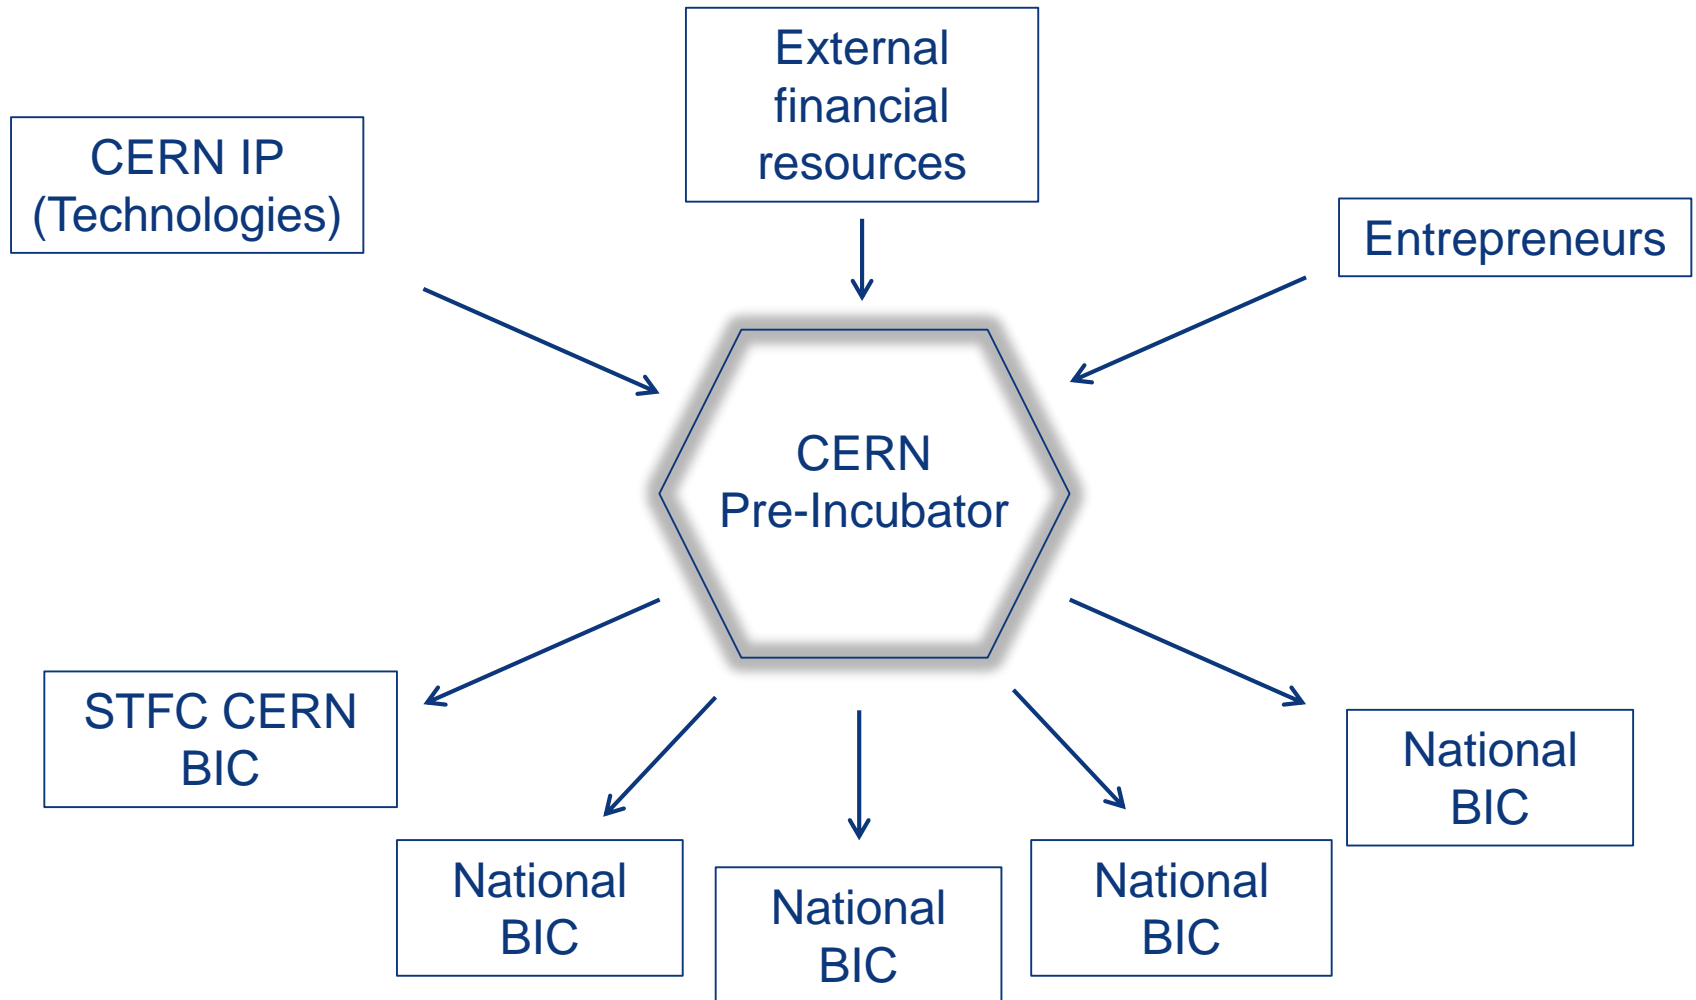 External
financial
resources
CERN IP
(Technologies)
Entrepreneurs
CERN
Pre-Incubator
STFC CERN
BIC
National
BIC
National
BIC
National
BIC
National
BIC